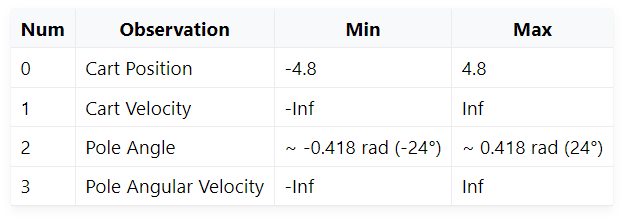 Num Observation Min Max
0 Cart Position -4.8 4.8
1 Cart Velocity -Inf Inf
2 Pole Angle ~ -0.418 rad (-24°) ~ 0.418 rad (24°)
3 Pole Angular Velocity -Inf Inf